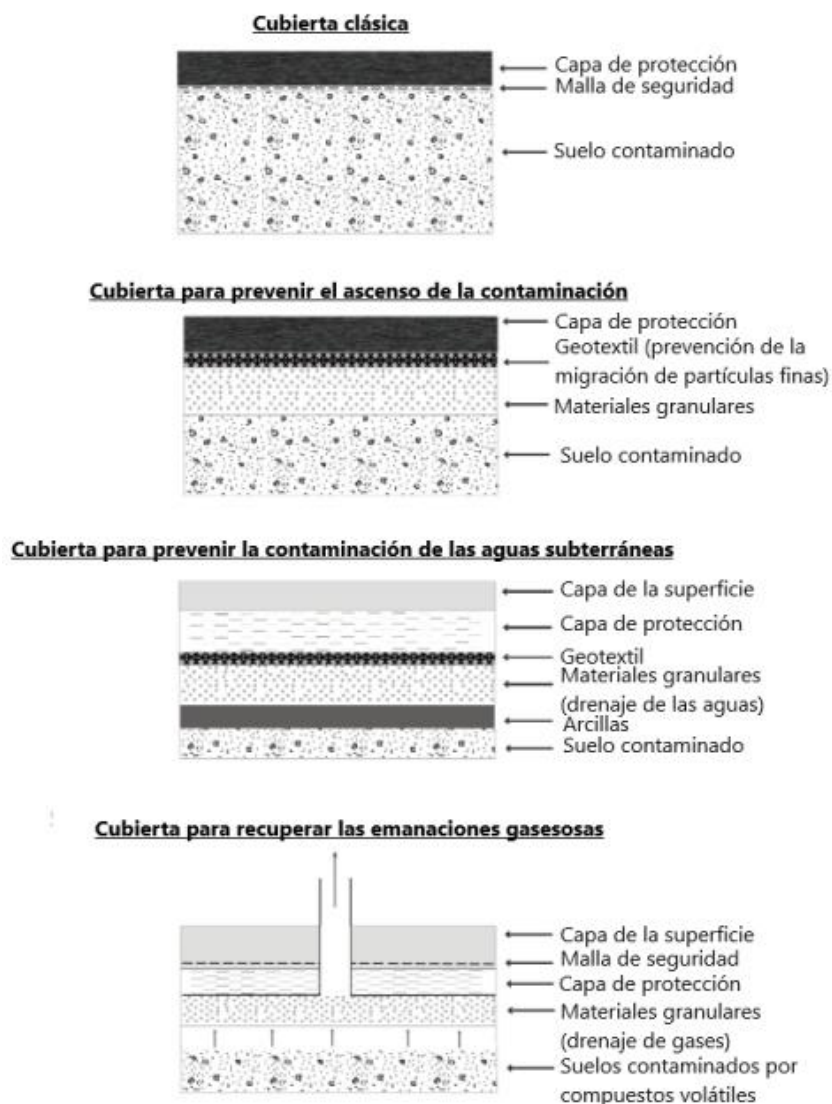 Cubierta clásica
Capa de protección
Malla de seguridad
Suelo contaminado
Cubierta para prevenir el ascenso de la contaminación
Capa de protección
Geotextil (prevención de la
migración de partículas finas)
Materiales granulares
Suelo contaminado
Cubierta para prevenir la contaminación de las aguas subterráneas
Capa de la superficie
Capa de protección
Geotextil
Materiales granulares
(drenaje de las aguas)
Arcillas
Suelo contaminado
Cubierta para recuperar las emanaciones gasesosas
Capa de la superficie
Malla de seguridad
Capa de protección
Materiales granulares
(drenaje de gases)
Suelos contaminados por
compuestos volátiles